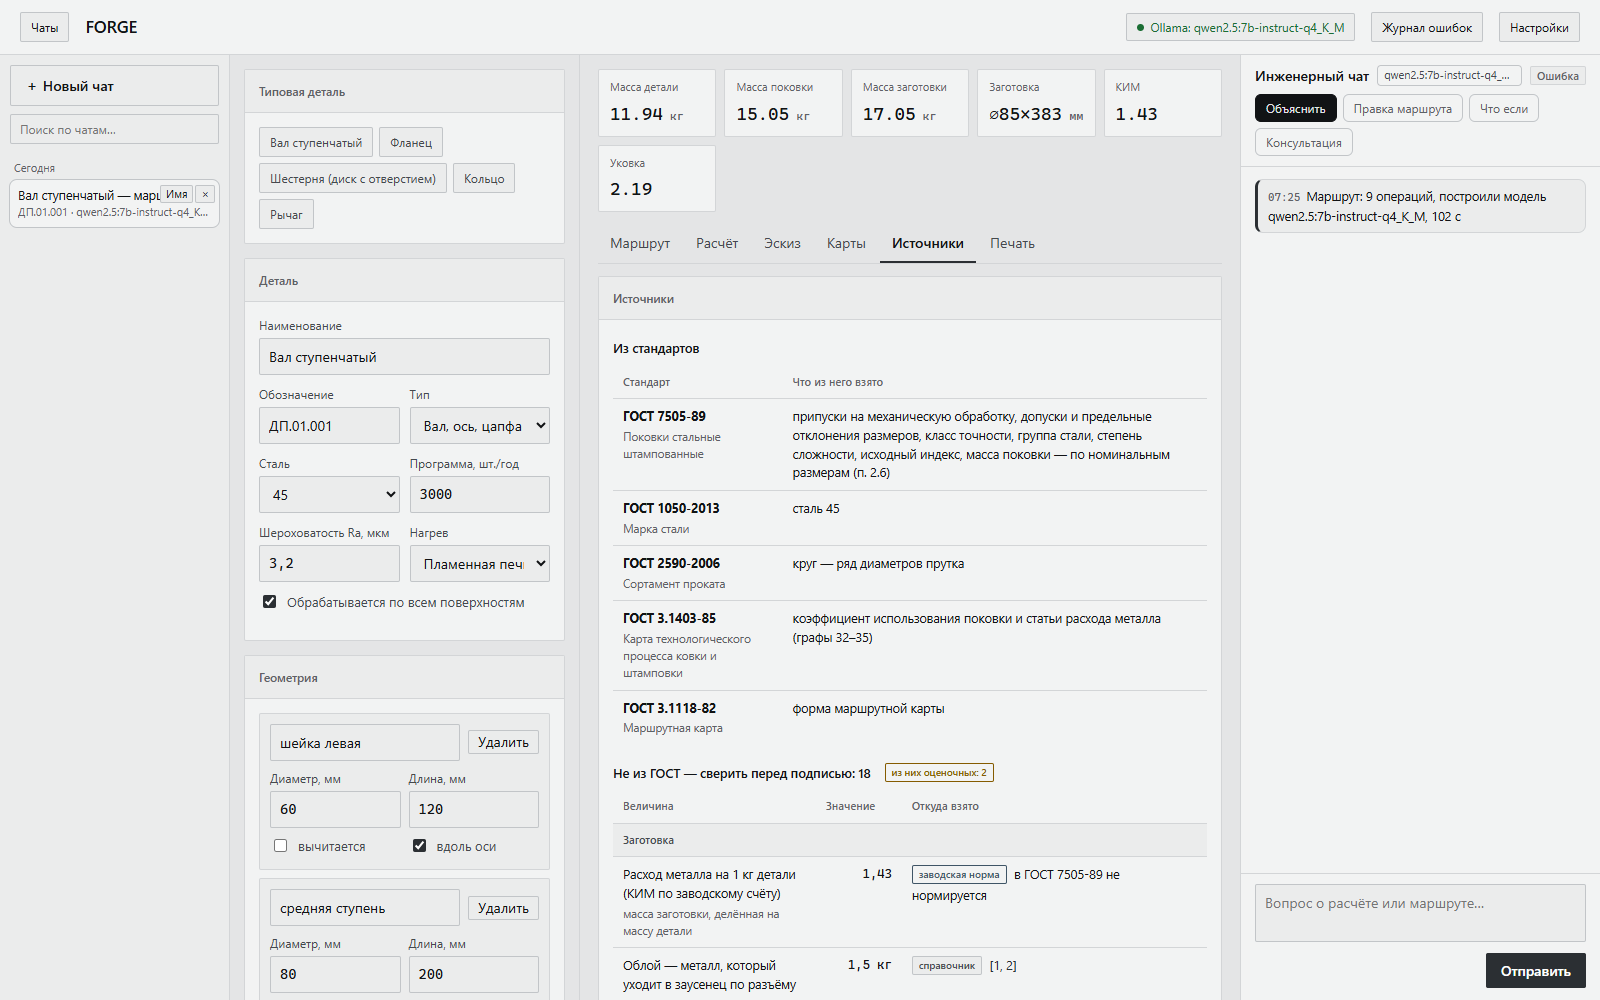 Чаты
FORGE
Ollama: qwen2.5:7b-instruct-q4_K_M
Журнал ошибок
Настройки
+ Новый чат
Поиск по чатам...
Сегодня
Вал ступенчатый — марш
Имя
×
ДП.01.001 · qwen2.5:7b-instruct-q4_K...
Типовая деталь
Вал ступенчатый
Фланец
Шестерня (диск с отверстием)
Кольцо
Рычаг
Деталь
Наименование
Вал ступенчатый
Обозначение
Тип
ДП.01.001
Вал, ось, цапфа
Сталь
Программа, шт./год
45
3000
Шероховатость Ra, мкм
Нагрев
3,2
Пламенная печь
Обрабатывается по всем поверхностям
Геометрия
шейка левая
Удалить
Диаметр, мм
Длина, мм
60
120
вычитается
вдоль оси
средняя ступень
Удалить
Диаметр, мм
Длина, мм
80
200
Масса детали
11.94 кг
Масса поковки
15.05 кг
Масса заготовки
17.05 кг
Заготовка
⌀85×383 мм
КИМ
1.43
Уковка
2.19
Маршрут
Расчёт
Эскиз
Карты
Источники
Печать
Источники
Из стандартов
Стандарт
Что из него взято
ГОСТ 7505-89
Поковки стальные
штампованные
припуски на механическую обработку, допуски и предельные
отклонения размеров, класс точности, группа стали, степень
сложности, исходный индекс, масса поковки — по номинальным
размерам (п. 2.6)
ГОСТ 1050-2013
Марка стали
сталь 45
ГОСТ 2590-2006
Сортамент проката
круг — ряд диаметров прутка
ГОСТ 3.1403-85
Карта технологического
процесса ковки и
штамповки
коэффициент использования поковки и статьи расхода металла
(графы 32–35)
ГОСТ 3.1118-82
Маршрутная карта
форма маршрутной карты
Не из ГОСТ — сверить перед подписью: 18
из них оценочных: 2
Величина
Значение
Откуда взято
Заготовка
Расход металла на 1 кг детали
(КИМ по заводскому счёту)
масса заготовки, делённая на
массу детали
1,43
заводская норма
в ГОСТ 7505-89 не
нормируется
Облой — металл, который
уходит в заусенец по разъёму
1,5 кг
справочник
[1, 2]
Инженерный чат
qwen2.5:7b-instruct-q4_...
Ошибка
Объяснить
Правка маршрута
Что если
Консультация
07:25 Маршрут: 9 операций, построили модель
qwen2.5:7b-instruct-q4_K_M, 102 с
Вопрос о расчёте или маршруте...
Отправить